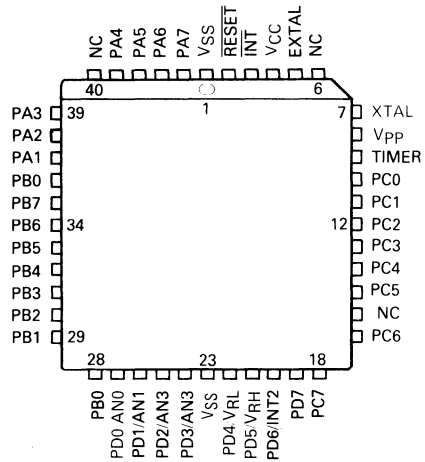 NC
PA4
PA5
PA6
PA7
VSS
RESET
INT
VCC
EXTAL
NC
40
1
6
PA3
39
7
XTAL
PA2
VPP
PA1
TIMER
PB0
PC0
PB7
PC1
PB6
34
12
PC2
PB5
PC3
PB4
PC4
PB3
PC5
PB2
NC
PB1
29
PC6
28
23
18
PB0
PD0/AN0
PD1/AN1
PD2/AN3
PD3/AN3
VSS
PD4/VRL
PD5/VRH
PD6/INT2
PD7
PC7